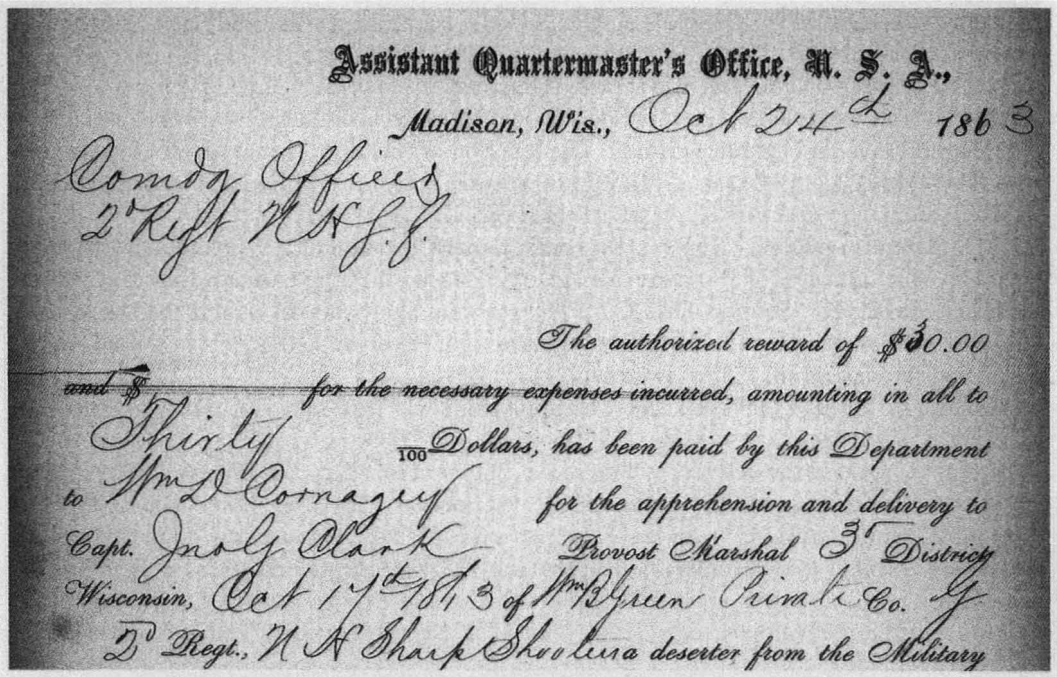 Assistant Quartermaster's Office, U. S. A.,
Madison, Wis., Oct 24th 1863
Comdg Officer
2d Regt N H S. S.
The authorized reward of $30.00
and $ for the necessary expenses incurred, amounting in all to
Thirty /100 Dollars, has been paid by this Department
to Wm D Cornagey for the apprehension and delivery to
Capt. Jno G Clark Provost Marshal 3d District
Wisconsin, Oct 17th 1863 of Wm B Green Private Co. G
2d Regt., N H Sharp Shooters a deserter from the Military